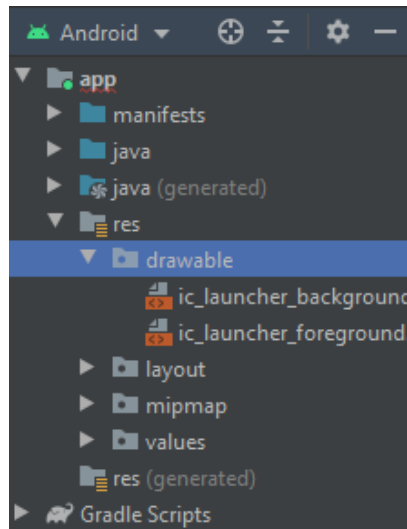 Android
app
manifests
java
java (generated)
res
drawable
ic_launcher_background
ic_launcher_foreground
layout
mipmap
values
res (generated)
Gradle Scripts